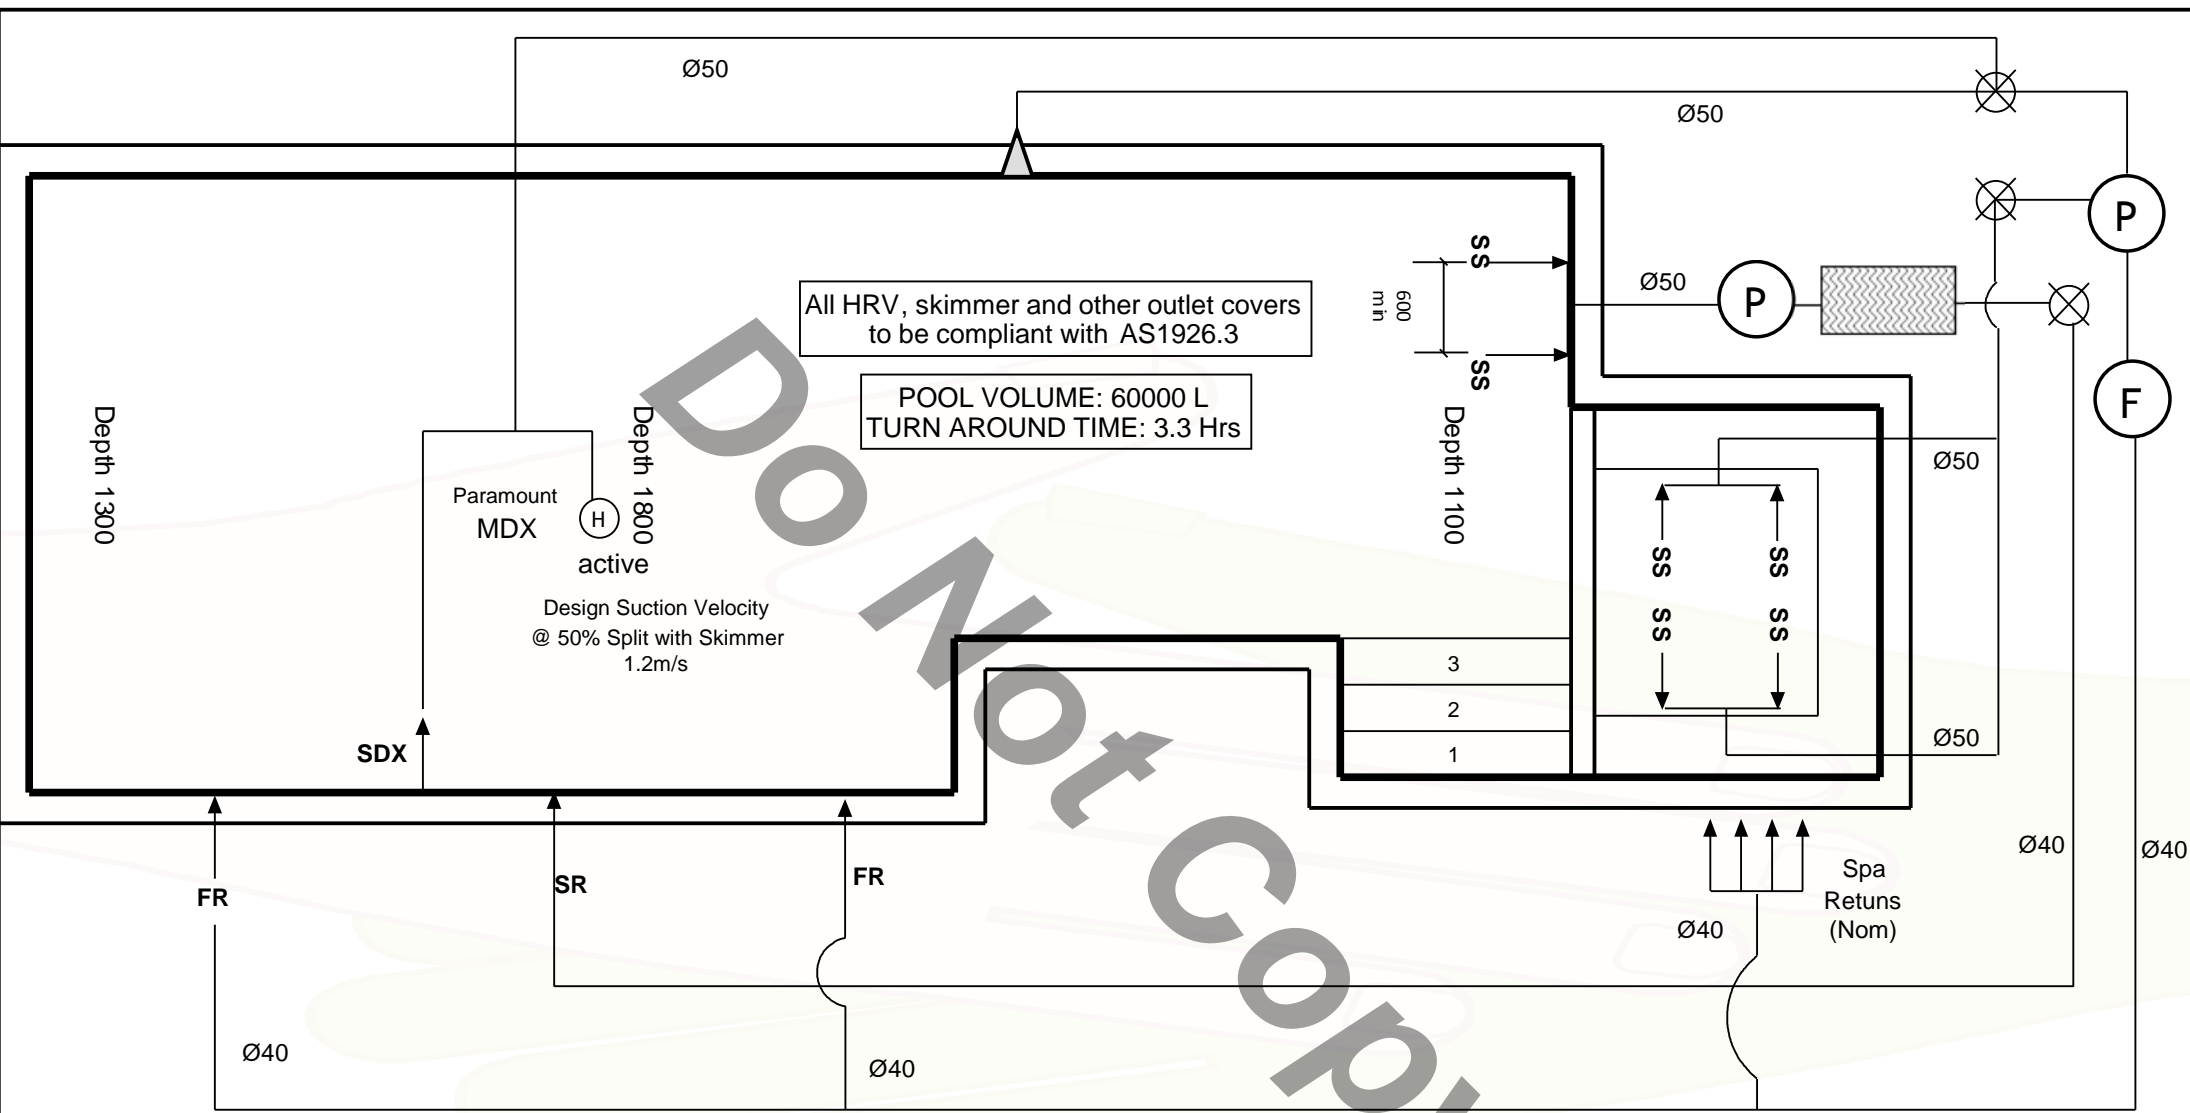 Ø50
Ø50
P
SS
Ø50
P
600
min
SS
F
All HRV, skimmer and other outlet covers
to be compliant with AS1926.3
POOL VOLUME: 60000 L
TURN AROUND TIME: 3.3 Hrs
Depth 1300
Depth 1800
Depth 1100
Ø50
Paramount
MDX
H
active
Design Suction Velocity
@ 50% Split with Skimmer
1.2m/s
SS
SS
SS
SS
3
2
1
Ø50
SDX
FR
SR
FR
Ø40
Ø40
Spa
Retuns
(Nom)
Ø40
Ø40
Ø40
Do Not Copy